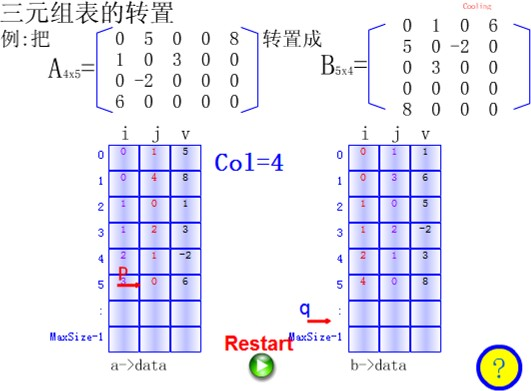 三元组表的转置
Cooling
例:把
A4x5=
0 5 0 0 8
1 0 3 0 0
0 -2 0 0 0
6 0 0 0 0
转置成
B5x4=
0 1 0 6
5 0 -2 0
0 3 0 0
0 0 0 0
8 0 0 0
i j v
0 0 1 5
1 0 4 8
2 1 0 1
3 1 2 3
4 2 1 -2
5 3 0 6
:
MaxSize-1
a->data
p
Col=4
i j v
0 0 1 1
1 0 3 6
2 1 0 5
3 1 2 -2
4 2 1 3
5 4 0 8
:
MaxSize-1
b->data
q
Restart
?